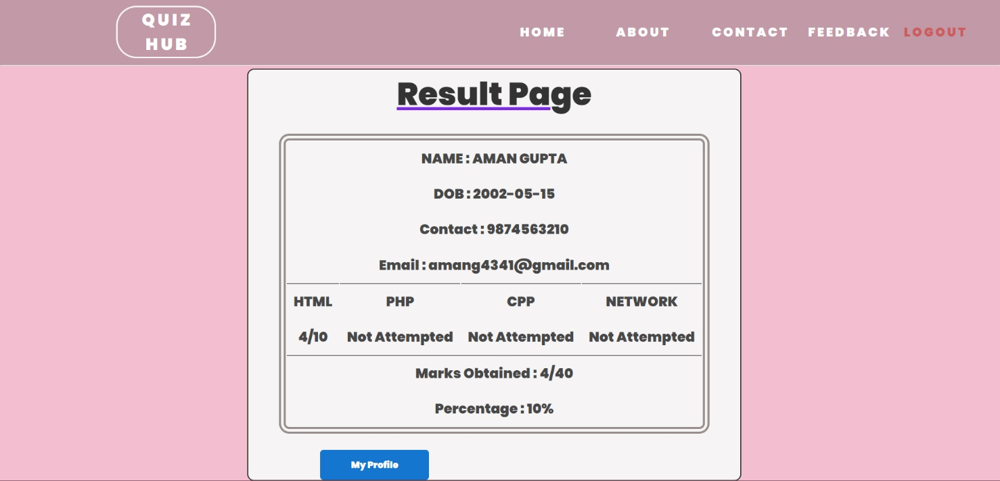 QUIZ
HUB
HOME ABOUT CONTACT FEEDBACK LOGOUT
Result Page
NAME : AMAN GUPTA
DOB : 2002-05-15
Contact : 9874563210
Email : amang4341@gmail.com
HTML PHP CPP NETWORK
4/10 Not Attempted Not Attempted Not Attempted
Marks Obtained : 4/40
Percentage : 10%
My Profile